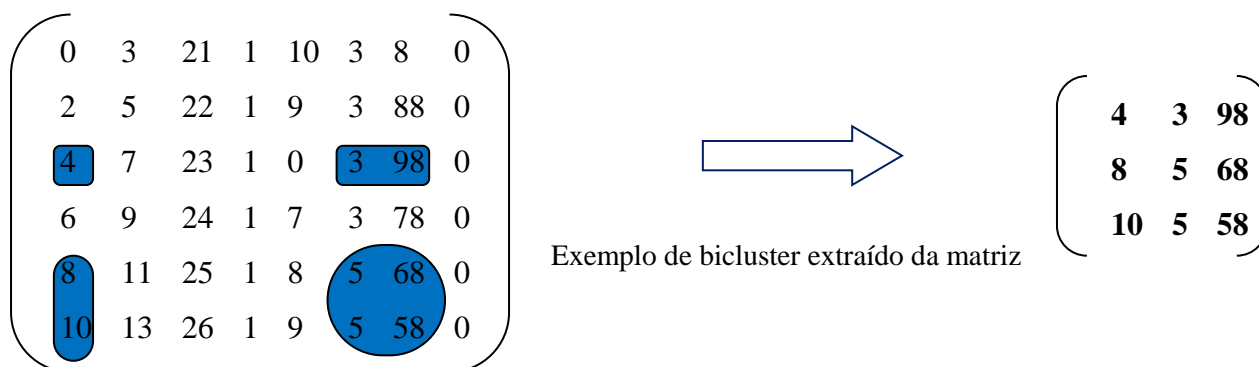 0 3 21 1 10 3 8 0
2 5 22 1 9 3 88 0
4 7 23 1 0 3 98 0
6 9 24 1 7 3 78 0
8 11 25 1 8 5 68 0
10 13 26 1 9 5 58 0
Exemplo de bicluster extraído da matriz
4 3 98
8 5 68
10 5 58